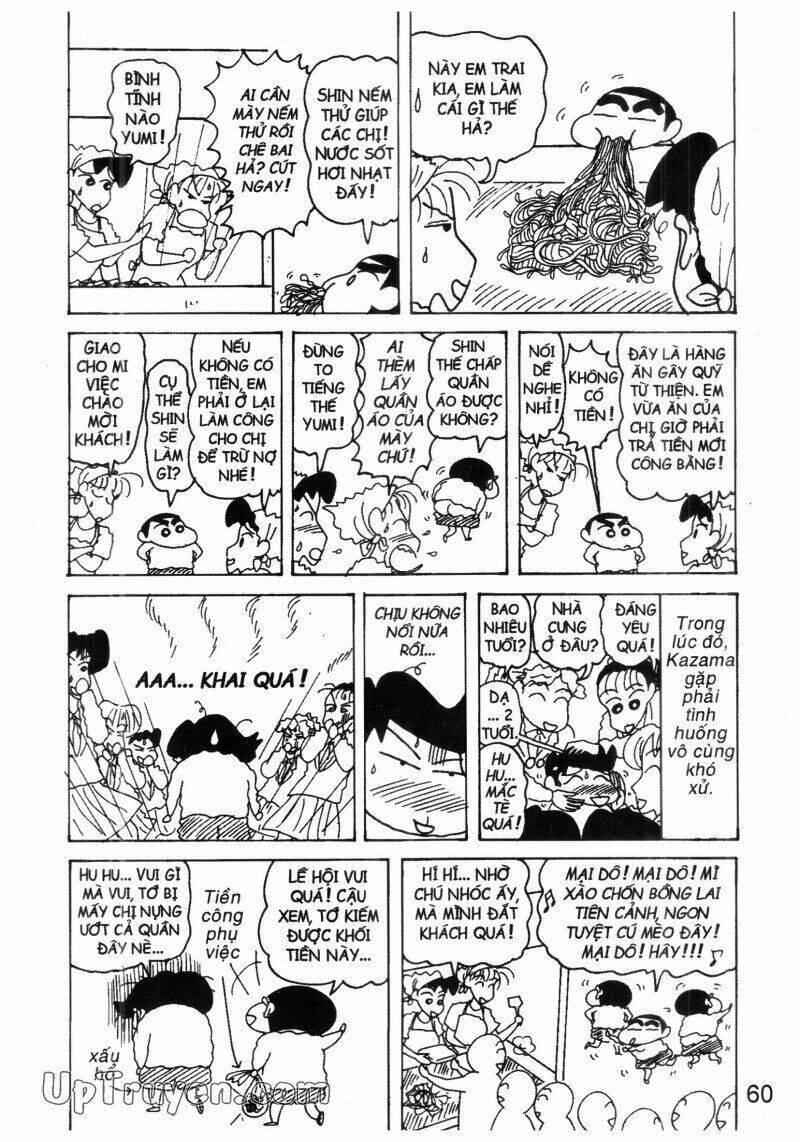 NÀY EM TRAI
KIA, EM LÀM
CÁI GÌ THẾ
HẢ?
SHIN NẾM
THỬ GIÚP
CÁC CHỊ!
NƯỚC SỐT
HƠI NHẠT
ĐẤY!
AI CẦN
MÀY NẾM
THỬ RỒI
CHÊ BAI
HẢ? CÚT
NGAY!
BÌNH
TĨNH
NÀO
YUMI!
ĐÂY LÀ HÀNG
ĂN GÂY QUỸ
TỪ THIỆN. EM
VỪA ĂN CỦA
CHỊ, GIỜ PHẢI
TRẢ TIỀN MỚI
CÔNG BẰNG!
KHÔNG
CÓ
TIỀN!
NÓI
DỄ
NGHE
NHỈ!
SHIN
THẾ CHẤP
QUẦN
ÁO ĐƯỢC
KHÔNG?
AI
THÈM
LẤY QUẦN
ÁO CỦA
MÀY
CHỨ!
ĐỪNG
TO
TIẾNG
THẾ
YUMI!
NẾU
KHÔNG CÓ
TIỀN, EM
PHẢI Ở LẠI
LÀM CÔNG
CHO CHỊ
ĐỂ TRỪ NỢ
NHÉ!
CỤ
THỂ
SHIN
SẼ
LÀM
GÌ?
GIAO
CHO MI
VIỆC
CHÀO
MỜI
KHÁCH!
Trong
lúc đó,
Kazama
gặp
phải
tình
huống
vô cùng
khó
xử.
ĐÁNG
YÊU
QUÁ!
NHÀ
CƯNG
Ở ĐÂU?
BAO
NHIÊU
TUỔI?
DẠ
... 2
TUỔI.
HU
HU...
MẮC
TÈ
QUÁ!
CHỊU KHÔNG
NỔI NỮA
RỒI...
AAA... KHAI QUÁ!
MẠI DÔ! MẠI DÔ! MÌ
XÀO CHỐN BỒNG LAI
TIÊN CẢNH, NGON
TUYỆT CÚ MÈO ĐÂY!
MẠI DÔ! HÂY!!!
HÍ HÍ... NHỜ
CHÚ NHÓC ẤY,
MÀ MÌNH ĐẮT
KHÁCH QUÁ!
LỄ HỘI VUI
QUÁ! CẬU
XEM, TỚ KIẾM
ĐƯỢC KHỐI
TIỀN NÀY...
Tiền
công
phụ
việc
HU HU... VUI GÌ
MÀ VUI, TỚ BỊ
MẤY CHỊ NỰNG
ƯỚT CẢ QUẦN
ĐÂY NÈ...
xấu
hổ
UpTruyen.com
60